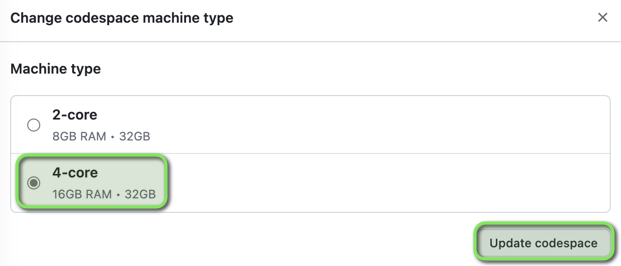 Change codespace machine type
Machine type
2-core
8GB RAM • 32GB
4-core
16GB RAM • 32GB
Update codespace